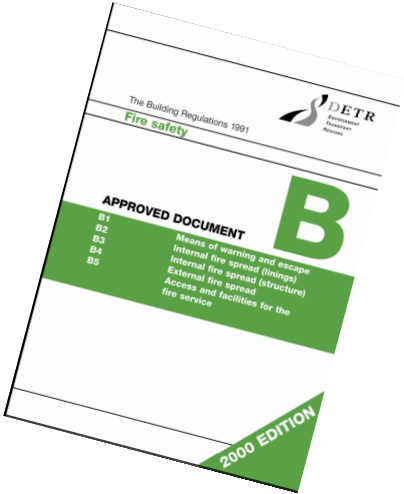 DETR
ENVIRONMENT
TRANSPORT
REGIONS
The Building Regulations 1991
Fire safety
B
APPROVED DOCUMENT
B1 Means of warning and escape
B2 Internal fire spread (linings)
B3 Internal fire spread (structure)
B4 External fire spread
B5 Access and facilities for the
fire service
2000 EDITION